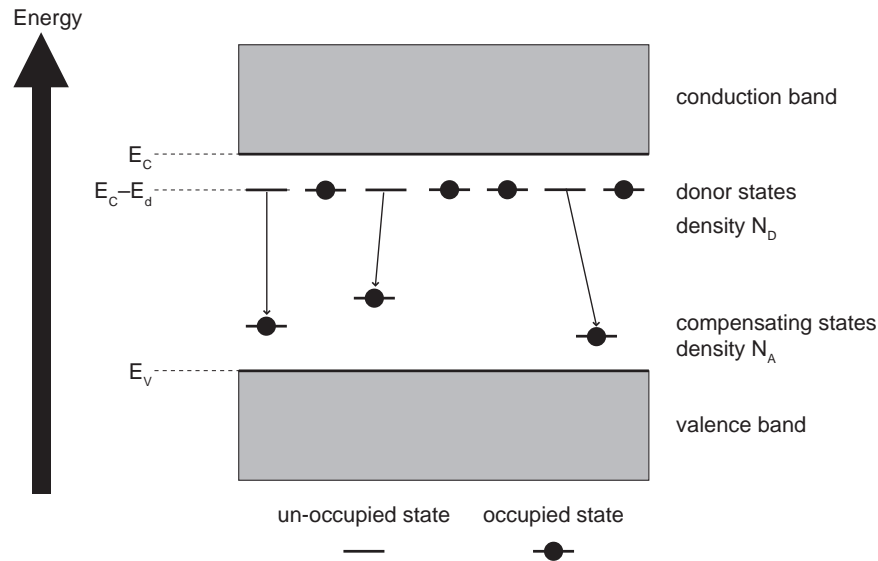 Energy
conduction band
E_C
E_C–E_d
donor states
density N_D
compensating states
density N_A
E_V
valence band
un-occupied state
occupied state